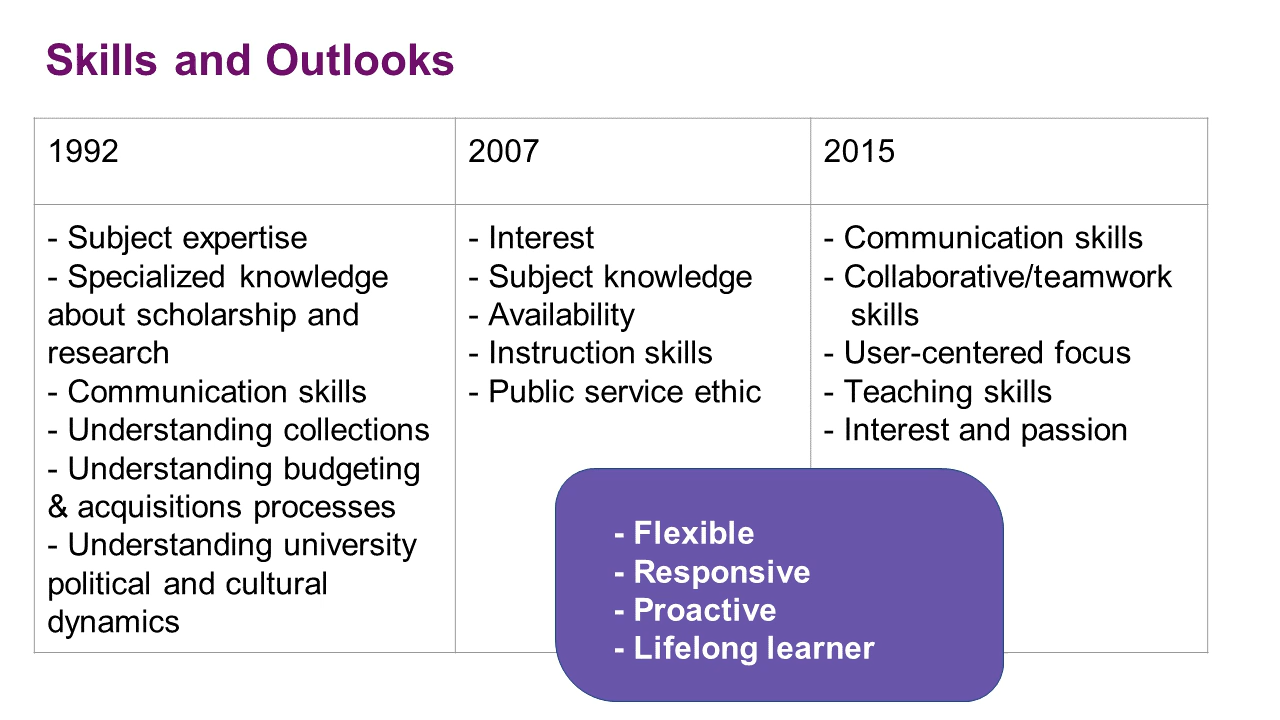 Skills and Outlooks
1992
2007
2015
- Subject expertise
- Specialized knowledge
about scholarship and
research
- Communication skills
- Understanding collections
- Understanding budgeting
& acquisitions processes
- Understanding university
political and cultural
dynamics
- Interest
- Subject knowledge
- Availability
- Instruction skills
- Public service ethic
- Communication skills
- Collaborative/teamwork
skills
- User-centered focus
- Teaching skills
- Interest and passion
- Flexible
- Responsive
- Proactive
- Lifelong learner